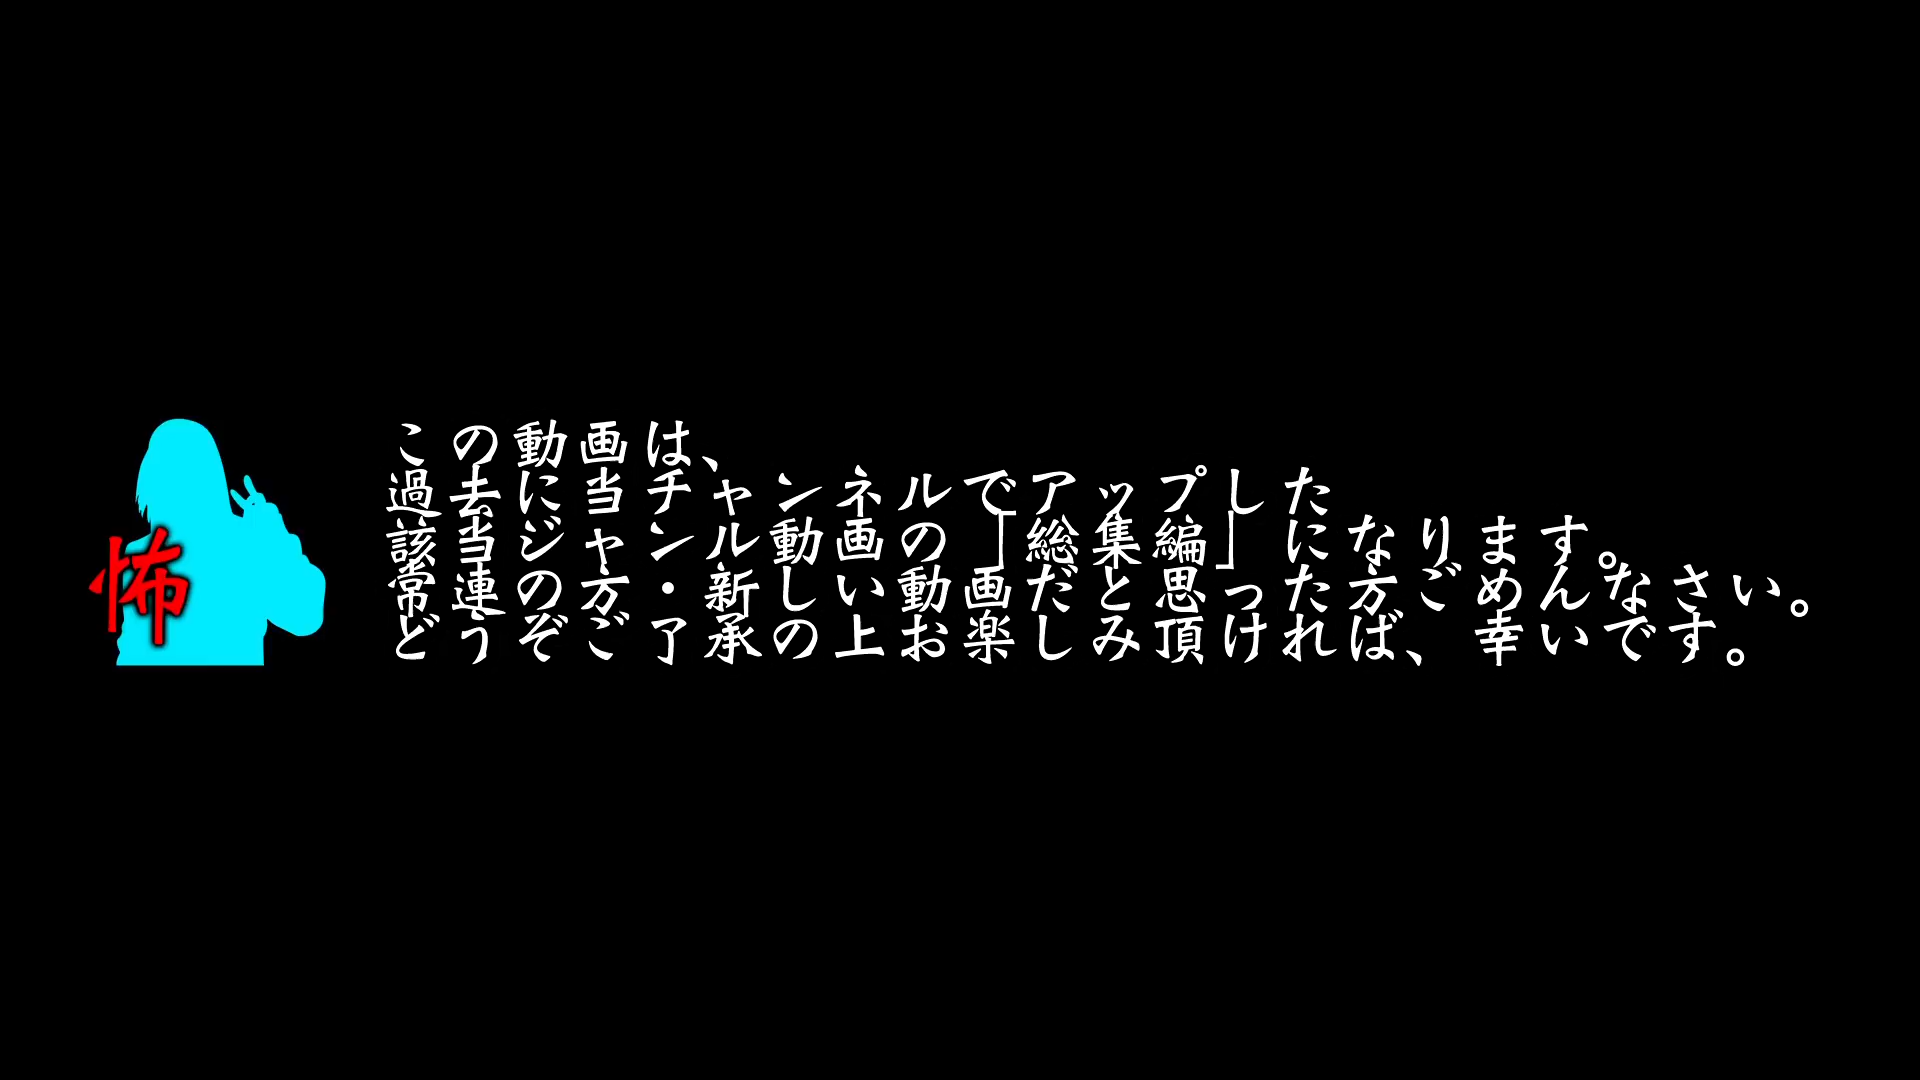 この動画は、
過去に当チャンネルでアップした
該当ジャンル動画の「総集編」になります。
常連の方・新しい動画だと思った方ごめんなさい。
どうぞご了承の上お楽しみ頂ければ、幸いです。
怖